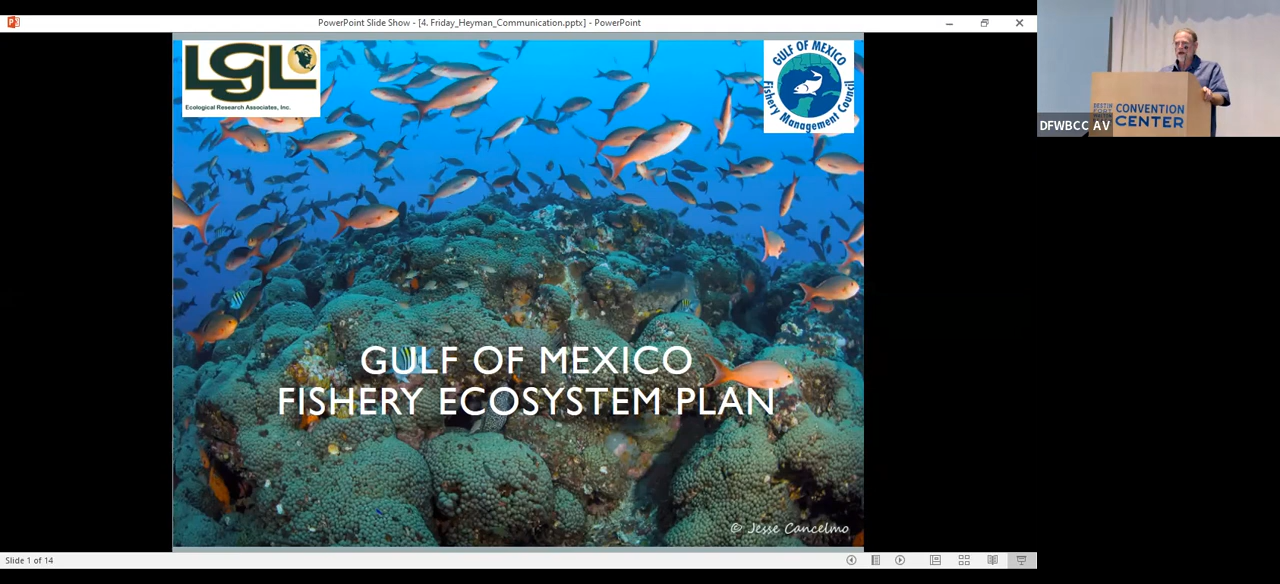 PowerPoint Slide Show - [4. Friday_Heyman_Communication.pptx] - PowerPoint
LGL
Ecological Research Associates, Inc.
GULF OF MEXICO
Fishery Management Council
GULF OF MEXICO
FISHERY ECOSYSTEM PLAN
© Jesse Cancelmo
Slide 1 of 14
CONVENTION
CENTER
DFWBCC AV